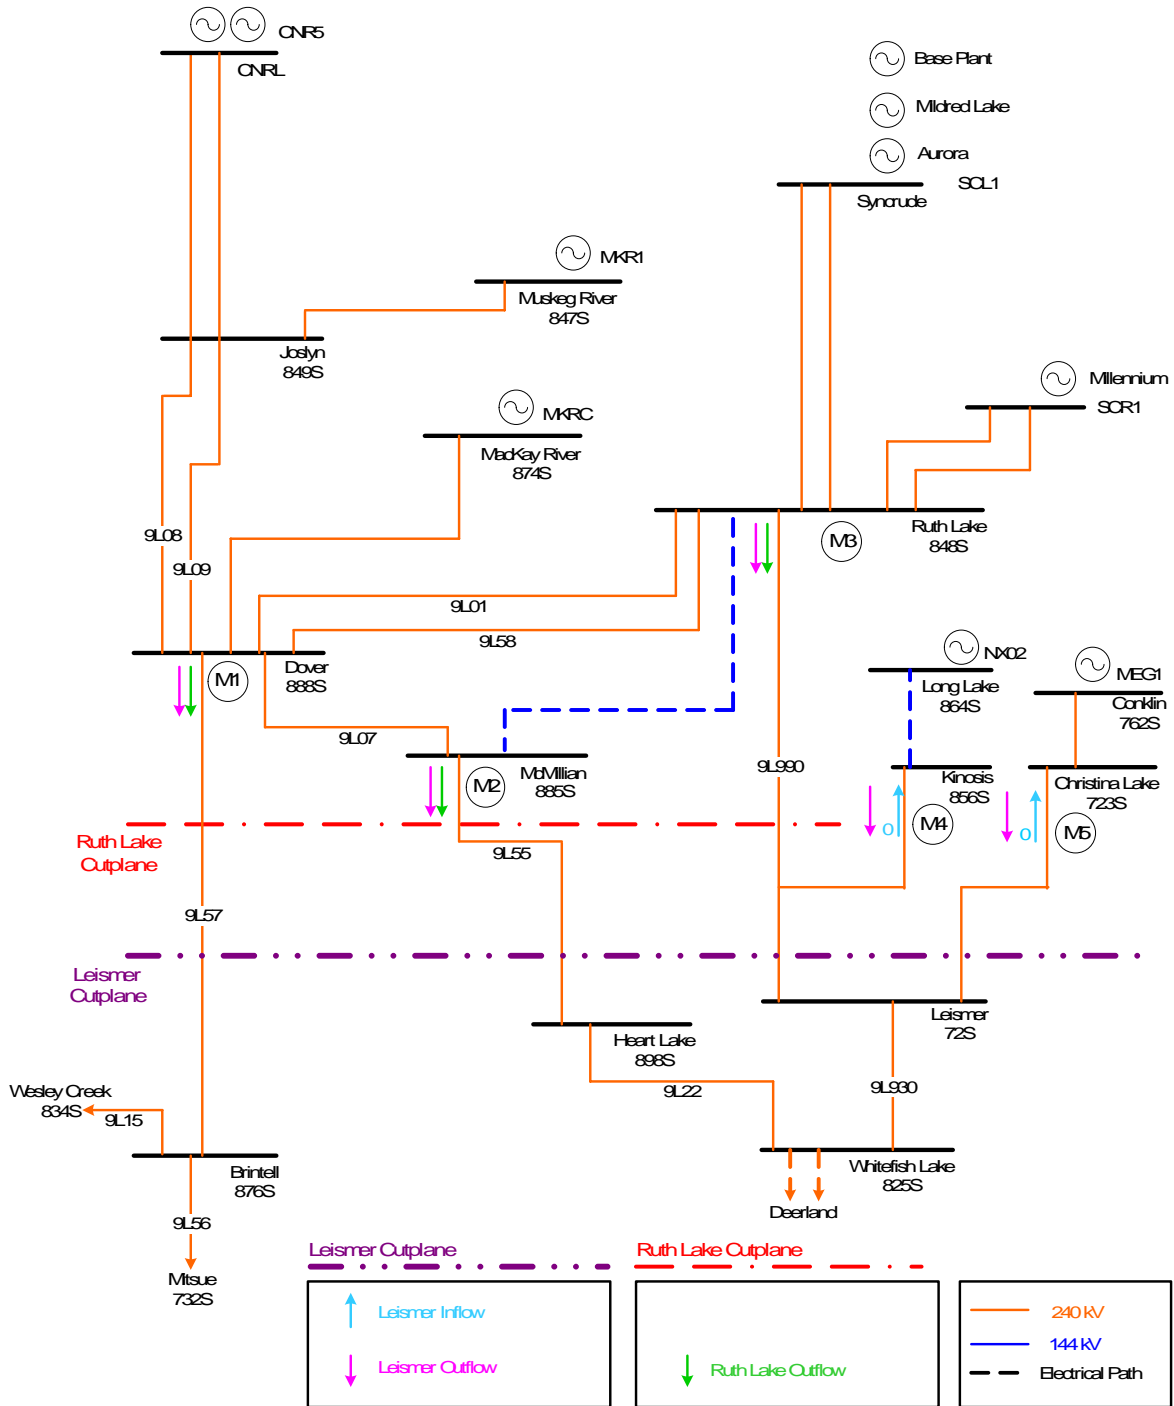 CNR5
CNRL
Base Plant
Mildred Lake
Aurora
SCL1
Syncrude
MKR1
Muskeg River
847S
Joslyn
849S
Millennium
SCR1
MKRC
MacKay River
874S
9L08
9L09
Ruth Lake
848S
M3
9L01
9L58
Dover
888S
M1
NX02
Long Lake
864S
MEG1
Conklin
762S
9L07
McMillian
885S
M2
9L990
Kinosis
856S
Christina Lake
723S
0
M4
0
M5
Ruth Lake
Cutplane
9L55
9L57
Leismer
Cutplane
Leismer
72S
Heart Lake
898S
9L22
9L930
Wesley Creek
834S
9L15
Brintell
876S
Whitefish Lake
825S
Deerland
9L56
Mitsue
732S
Leismer Cutplane
Ruth Lake Cutplane
Leismer Inflow
Leismer Outflow
Ruth Lake Outflow
240 kV
144 kV
Electrical Path